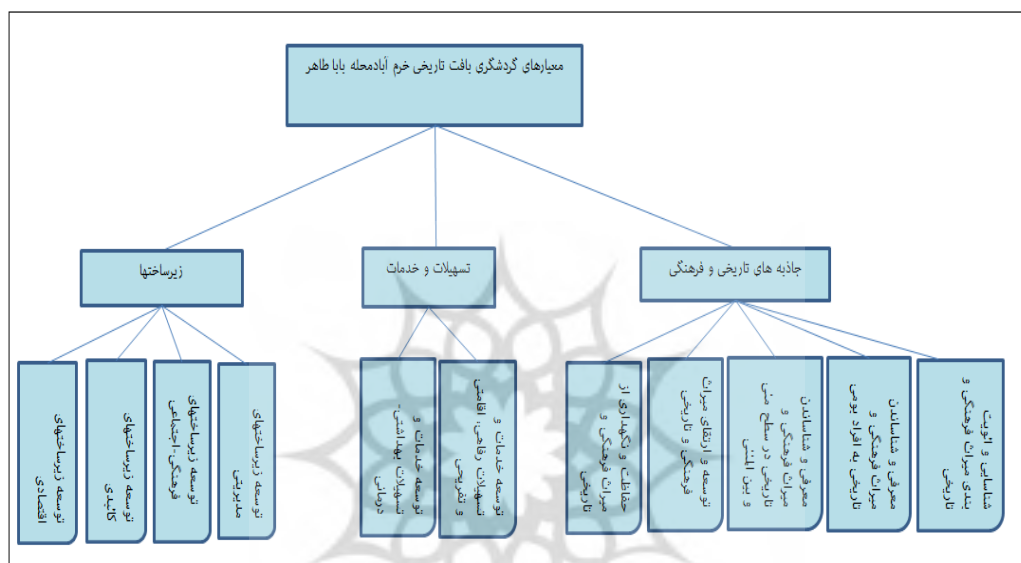 معیارهای گردشگری بافت تاریخی خرم آبادمحله بابا طاهر
جاذبه های تاریخی و فرهنگی
تسهیلات و خدمات
زیرساختها
شناسایی و الویت
بندی میراث فرهنگی و
تاریخی
معرفی و شناساندن
میراث فرهنگی و
تاریخی به افراد بومی
معرفی و شناساندن
میراث فرهنگی و
تاریخی در سطح ملی
و بین المللی
توسعه و ارتقای میراث
فرهنگی و تاریخی
حفاظت و نگهداری از
میراث فرهنگی و
تاریخی
توسعه خدمات و
تسهیلات رفاهی، اقامتی
و تفریحی
توسعه خدمات و
تسهیلات بهداشتی-
درمانی
توسعه زیرساختهای
مدیریتی
توسعه زیرساختهای
فرهنگی-اجتماعی
توسعه زیرساختهای
کالبدی
توسعه زیرساختهای
اقتصادی